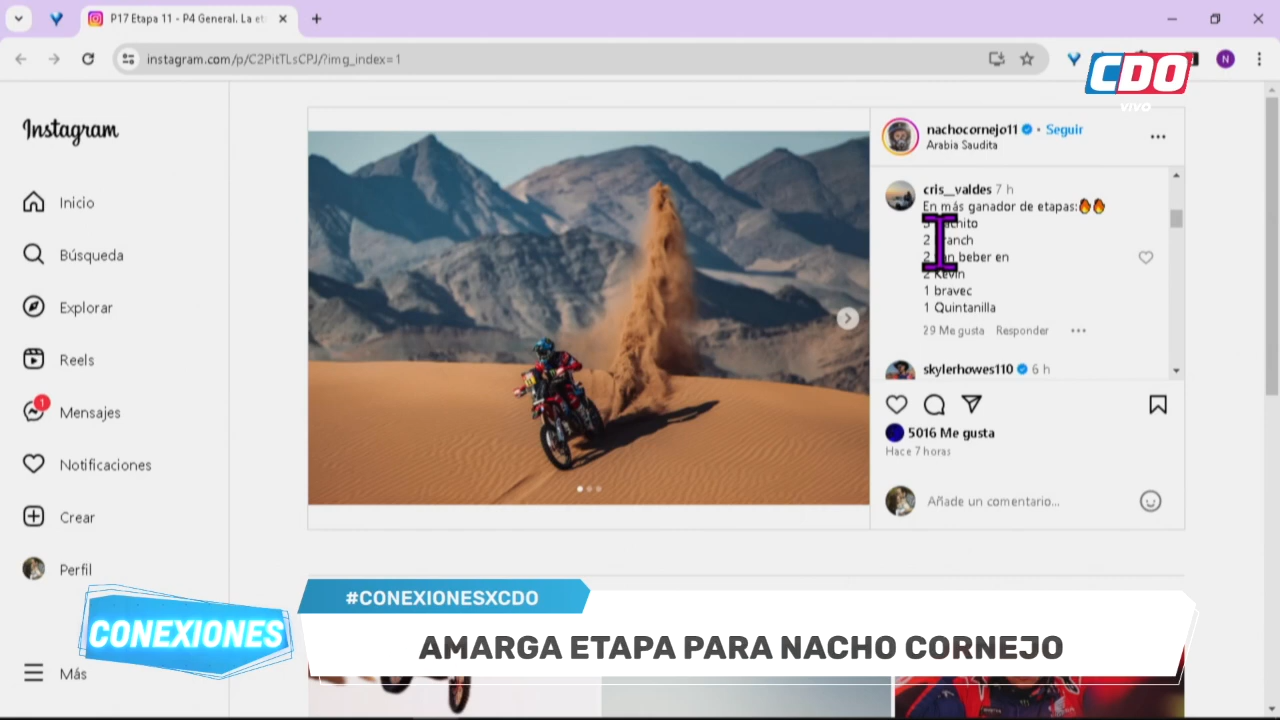 P17 Etapa 11 - P4 General. La et
instagram.com/p/C2PitTLsCPJ/?img_index=1
N
CDO
VIVO
Instagram
Inicio
Búsqueda
Explorar
Reels
1
Mensajes
Notificaciones
Crear
Perfil
Más
nachocornejo11 • Seguir
Arabia Saudita
cris__valdes 7 h
En más ganador de etapas:🔥🔥
2
2 beber en
2 Kevin
1 bravec
1 Quintanilla
29 Me gusta Responder
skylerhowes110 6 h
5016 Me gusta
Hace 7 horas
Añade un comentario...
#CONEXIONESXCDO
CONEXIONES
AMARGA ETAPA PARA NACHO CORNEJO